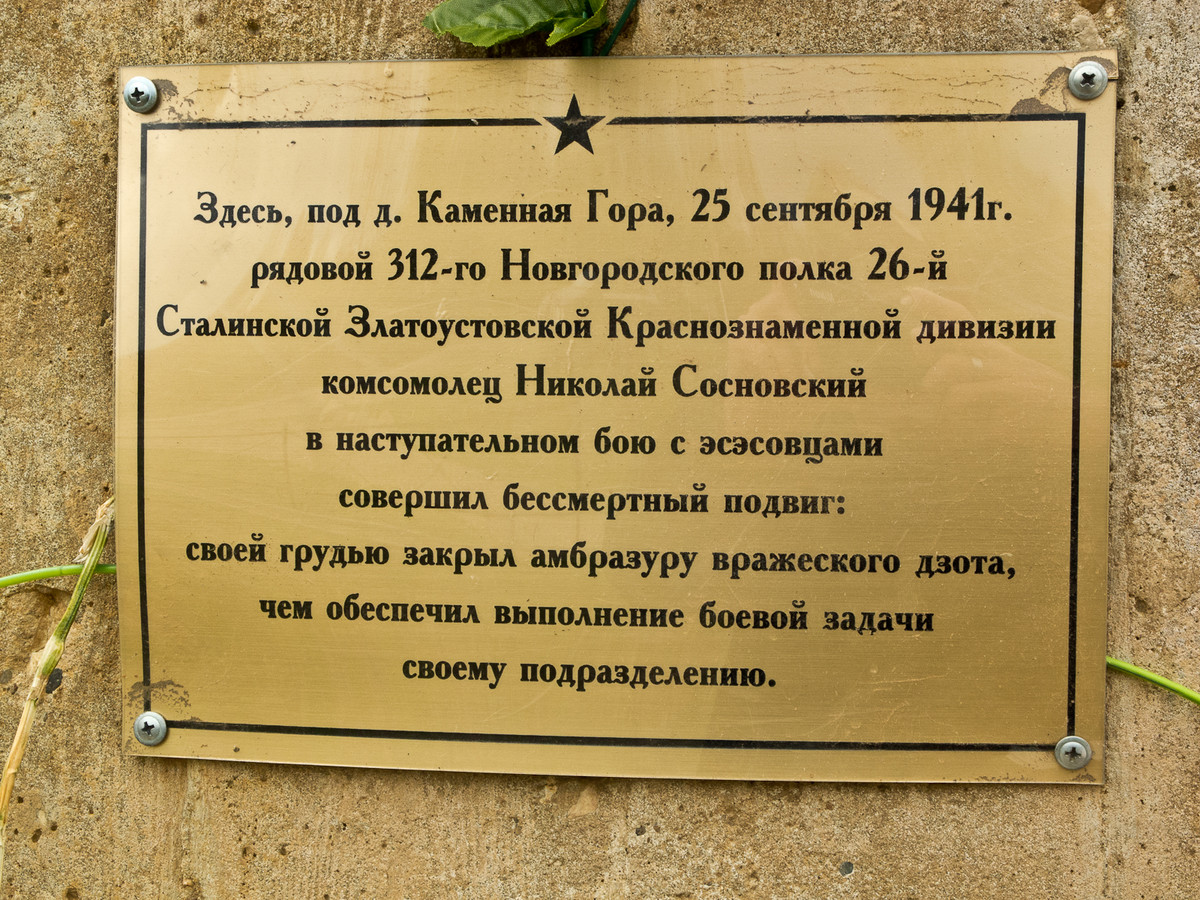 Здесь, под д. Каменная Гора, 25 сентября 1941г.
рядовой 312-го Новгородского полка 26-й
Сталинской Златоустовской Краснознаменной дивизии
комсомолец Николай Сосновский
в наступательном бою с эсэсовцами
совершил бессмертный подвиг:
своей грудью закрыл амбразуру вражеского дзота,
чем обеспечил выполнение боевой задачи
своему подразделению.